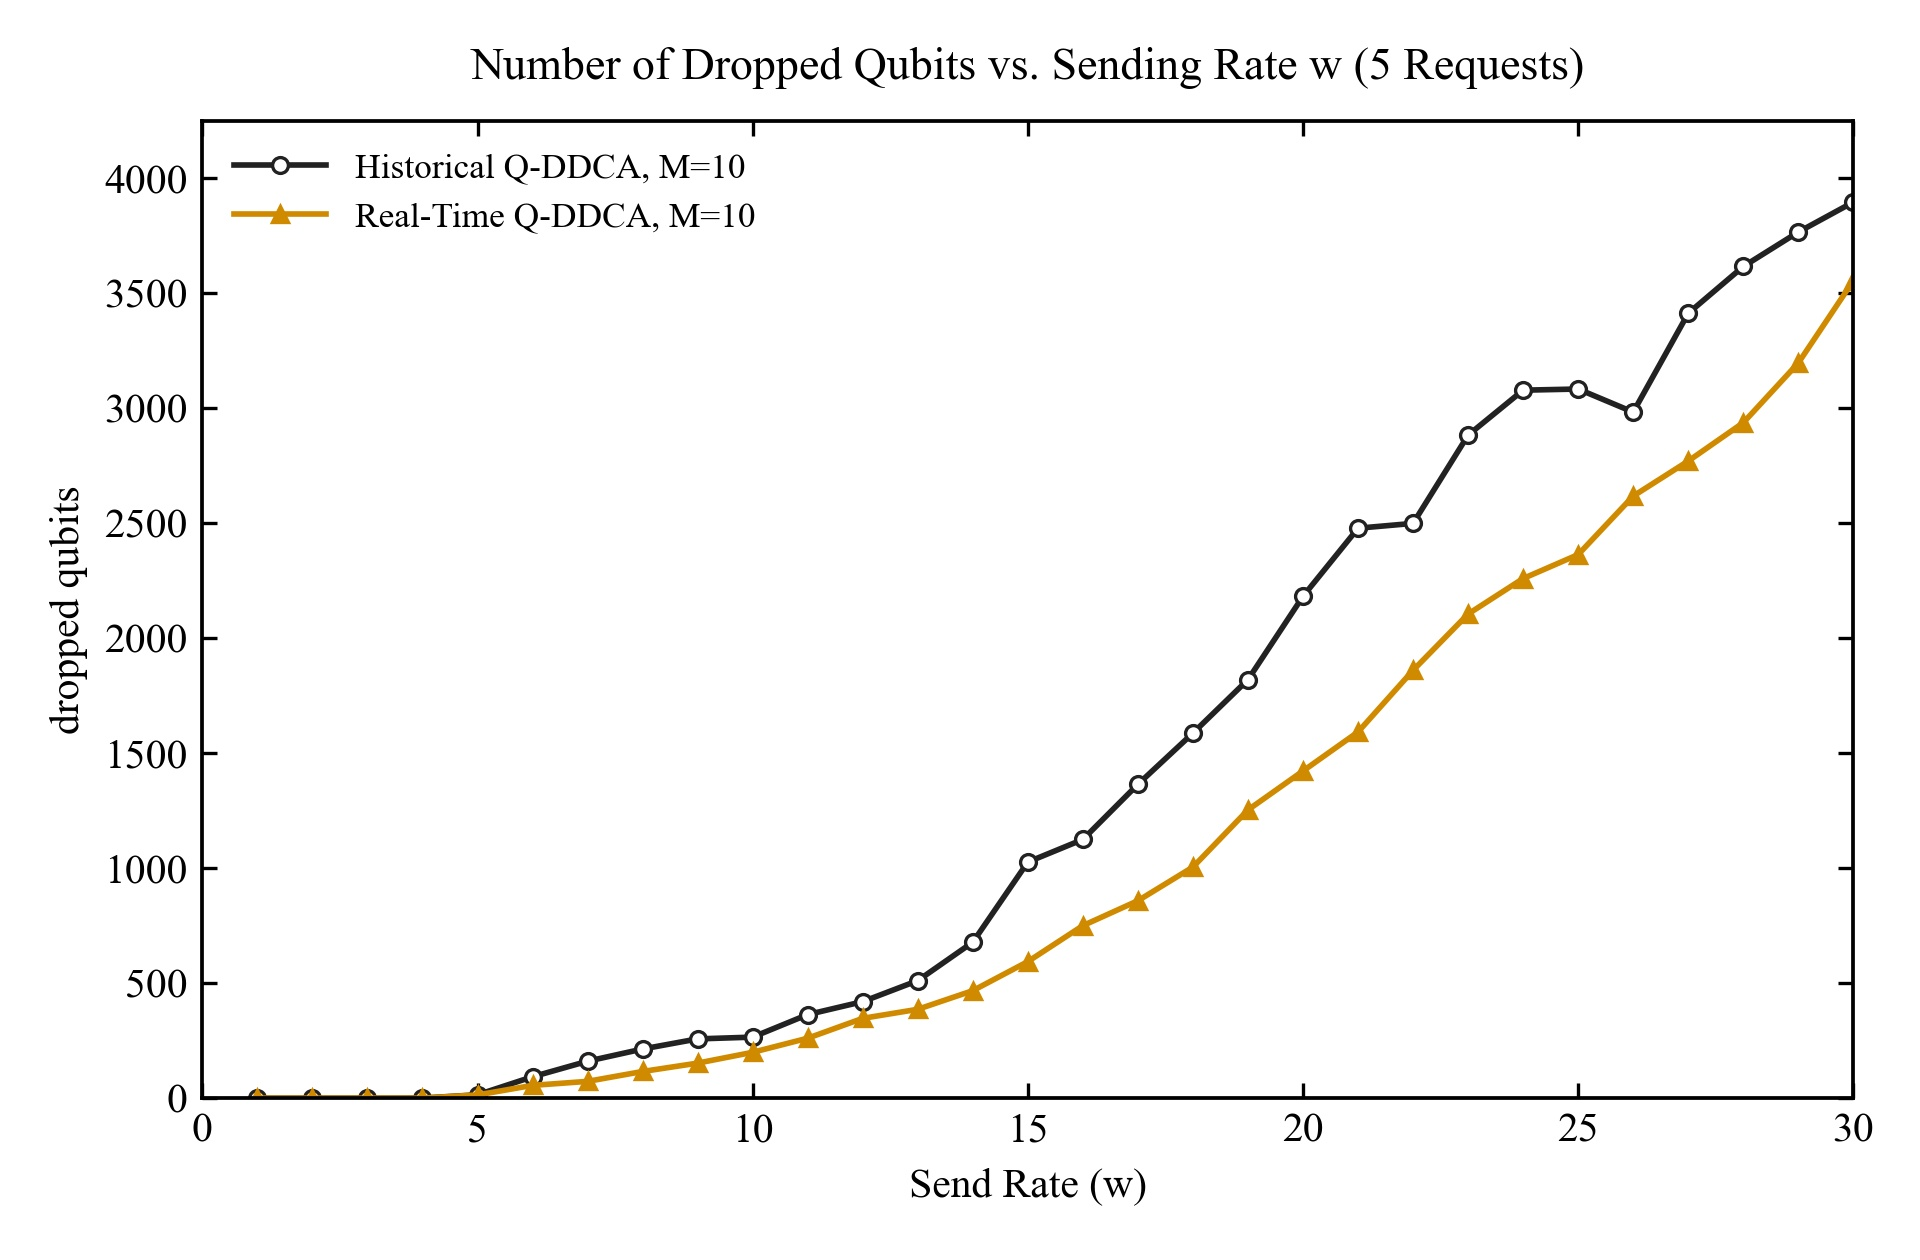 Number of Dropped Qubits vs. Sending Rate w (5 Requests)
Historical Q-DDCA, M=10
Real-Time Q-DDCA, M=10
4000
3500
3000
2500
2000
1500
1000
500
0
dropped qubits
0 5 10 15 20 25 30
Send Rate (w)